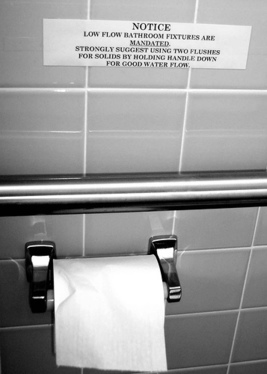 NOTICE
LOW FLOW BATHROOM FIXTURES ARE
MANDATED.
STRONGLY SUGGEST USING TWO FLUSHES
FOR SOLIDS BY HOLDING HANDLE DOWN
FOR GOOD WATER FLOW.